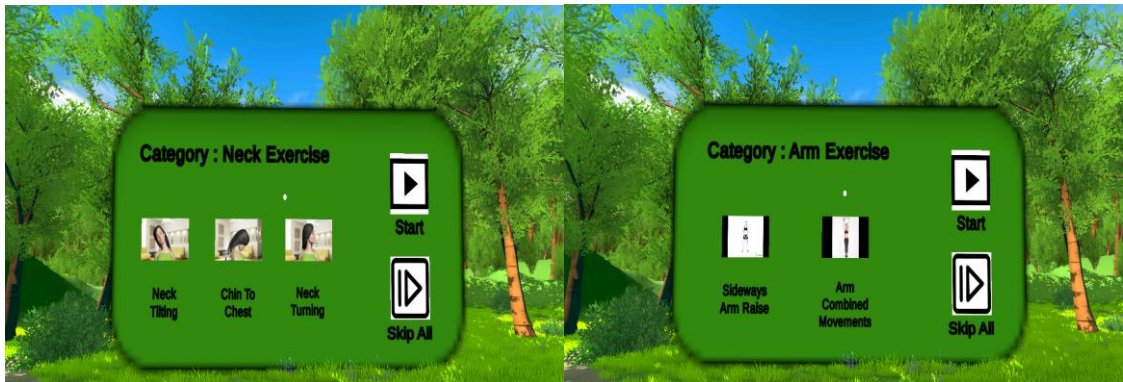 Category : Neck Exercise
Start
Neck
Tilting
Chin To
Chest
Neck
Turning
Skip All
Category : Arm Exercise
Start
Sideways
Arm Raise
Arm
Combined
Movements
Skip All